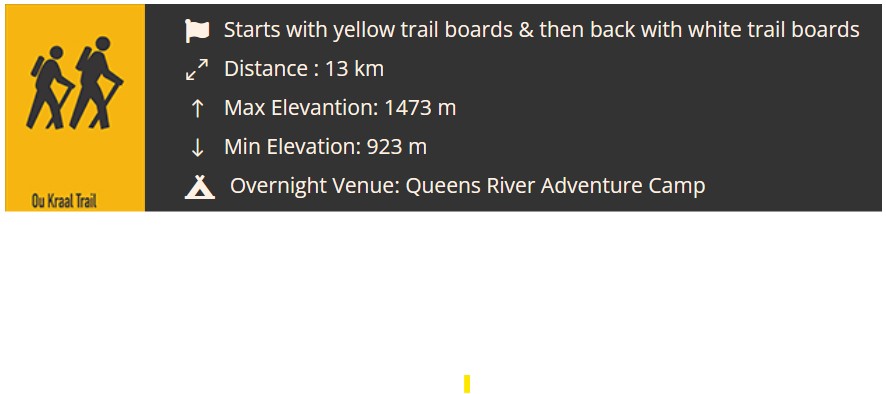 Starts with yellow trail boards & then back with white trail boards
Distance : 13 km
Max Elevantion: 1473 m
Min Elevation: 923 m
Overnight Venue: Queens River Adventure Camp
Ou Kraal Trail